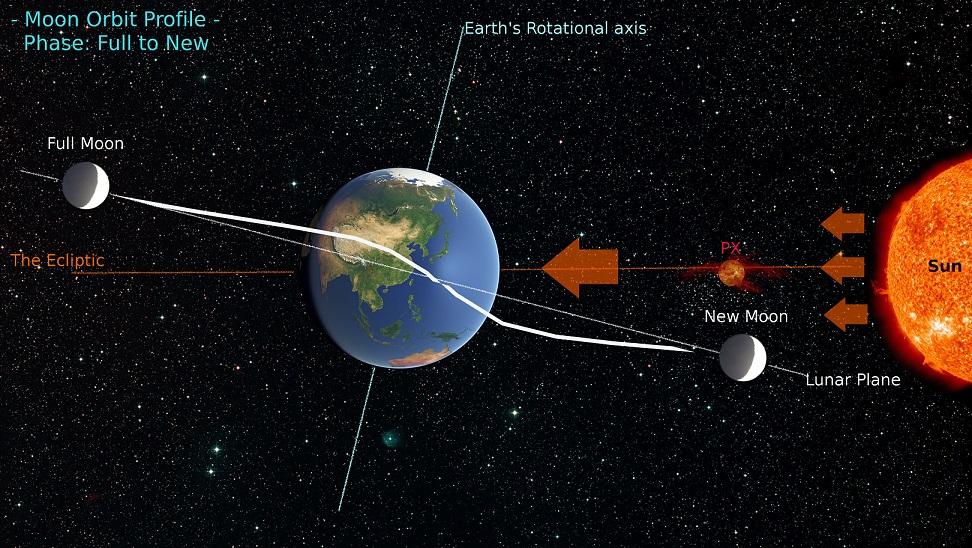 - Moon Orbit Profile -
Phase: Full to New
Earth's Rotational axis
Full Moon
The Ecliptic
PX
Sun
New Moon
Lunar Plane